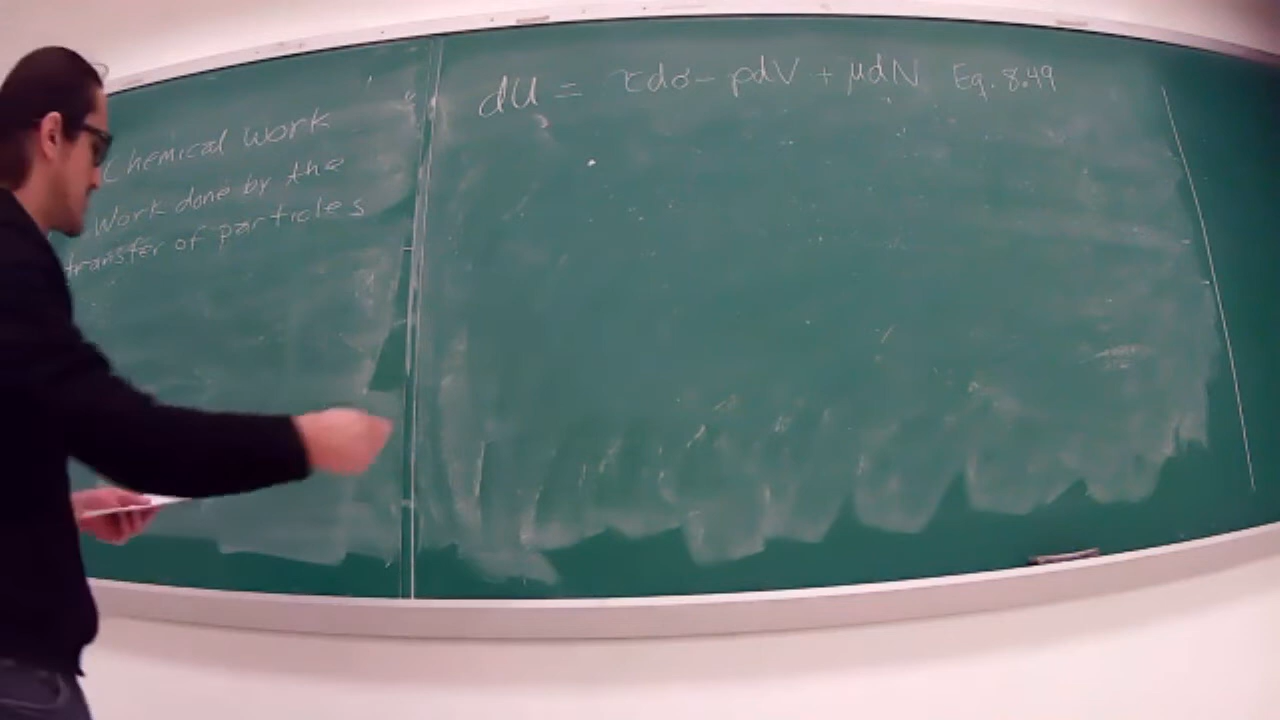 Chemical work
Work done by the
transfer of particles
dU = τdσ - pdV + μdN Eq. 8.49